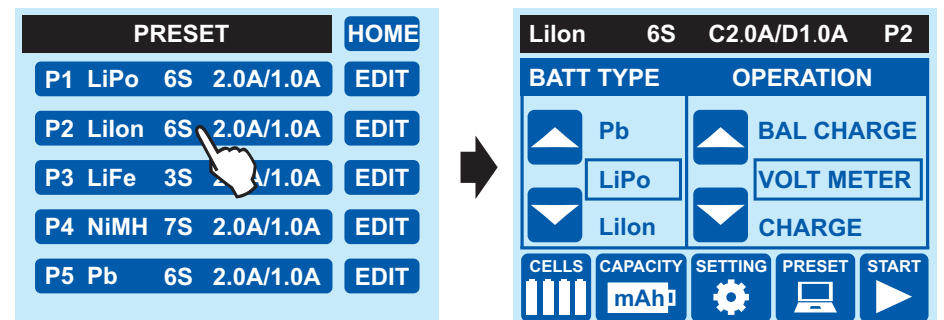 PRESET HOME
P1 LiPo 6S 2.0A/1.0A EDIT
P2 LiIon 6S 2.0A/1.0A EDIT
P3 LiFe 3S /1.0A EDIT
P4 NiMH 7S 2.0A/1.0A EDIT
P5 Pb 6S 2.0A/1.0A EDIT
LiIon 6S C2.0A/D1.0A P2
BATT TYPE OPERATION
Pb BAL CHARGE
LiPo VOLT METER
LiIon CHARGE
CELLS CAPACITY SETTING PRESET START
mAh